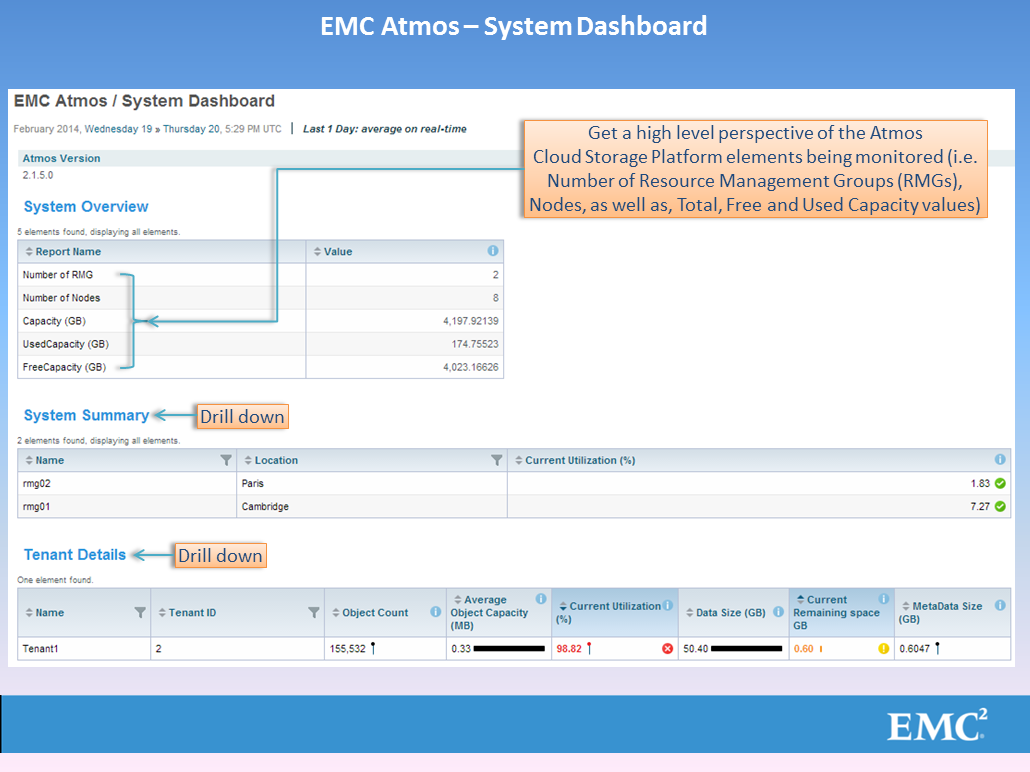 EMC Atmos – System Dashboard
EMC Atmos / System Dashboard
February 2014, Wednesday 19 » Thursday 20, 5:29 PM UTC | Last 1 Day: average on real-time
Get a high level perspective of the Atmos
Cloud Storage Platform elements being monitored (i.e.
Number of Resource Management Groups (RMGs),
Nodes, as well as, Total, Free and Used Capacity values)
Atmos Version
2.1.5.0
System Overview
5 elements found, displaying all elements.
Report Name Value
Number of RMG 2
Number of Nodes 8
Capacity (GB) 4,197.92139
UsedCapacity (GB) 174.75523
FreeCapacity (GB) 4,023.16626
System Summary Drill down
2 elements found, displaying all elements.
Name Location Current Utilization (%)
rmg02 Paris 1.83
rmg01 Cambridge 7.27
Tenant Details Drill down
One element found.
Name Tenant ID Object Count Average Object Capacity (MB) Current Utilization (%) Data Size (GB) Current Remaining space GB MetaData Size (GB)
Tenant1 2 155,532 0.33 98.82 50.40 0.60 0.6047
EMC²